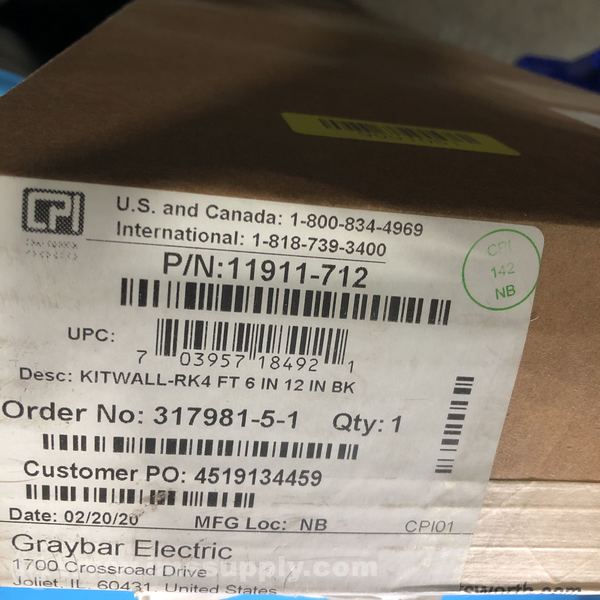 CPI
U.S. and Canada: 1-800-834-4969
International: 1-818-739-3400
P/N:11911-712
CPI
142
NB
UPC:
7 03957 18492 1
Desc: KITWALL-RK4 FT 6 IN 12 IN BK
Order No: 317981-5-1 Qty: 1
Customer PO: 4519134459
Date: 02/20/20 MFG Loc: NB CPI01
Graybar Electric
1700 Crossroad Drive
supply.com
Joliet, IL, 60431, United States